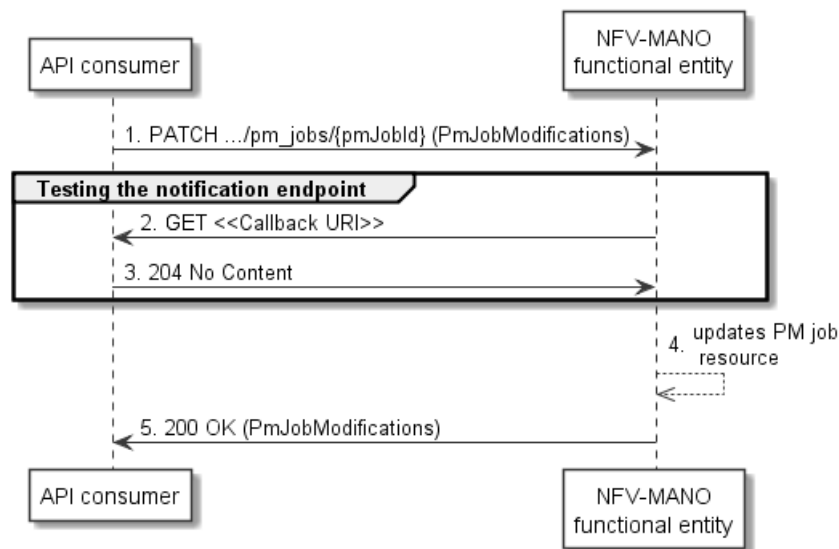 API consumer
NFV-MANO
functional entity
1. PATCH .../pm_jobs/{pmJobId} (PmJobModifications)
Testing the notification endpoint
2. GET <<Callback URI>>
3. 204 No Content
4. updates PM job
resource
5. 200 OK (PmJobModifications)
API consumer
NFV-MANO
functional entity